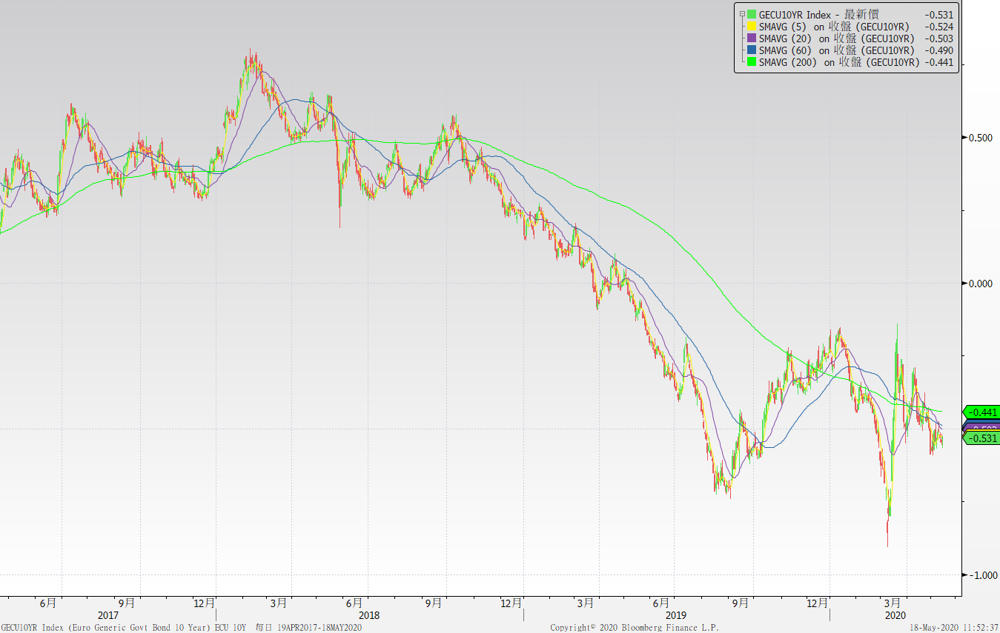 GECU10YR Index - 最新價 -0.531
SMAVG (5) on 收盤 (GECU10YR) -0.524
SMAVG (20) on 收盤 (GECU10YR) -0.503
SMAVG (60) on 收盤 (GECU10YR) -0.490
SMAVG (200) on 收盤 (GECU10YR) -0.441
0.500
0.000
-0.441
-0.531
-1.000
6月 9月 12月 3月 6月 9月 12月 3月 6月 9月 12月 3月
2017 2018 2019 2020
GECU10YR Index (Euro Generic Govt Bond 10 Year) ECU 10Y 每日 19APR2017-18MAY2020 Copyright© 2020 Bloomberg Finance L.P. 18-May-2020 11:52:37